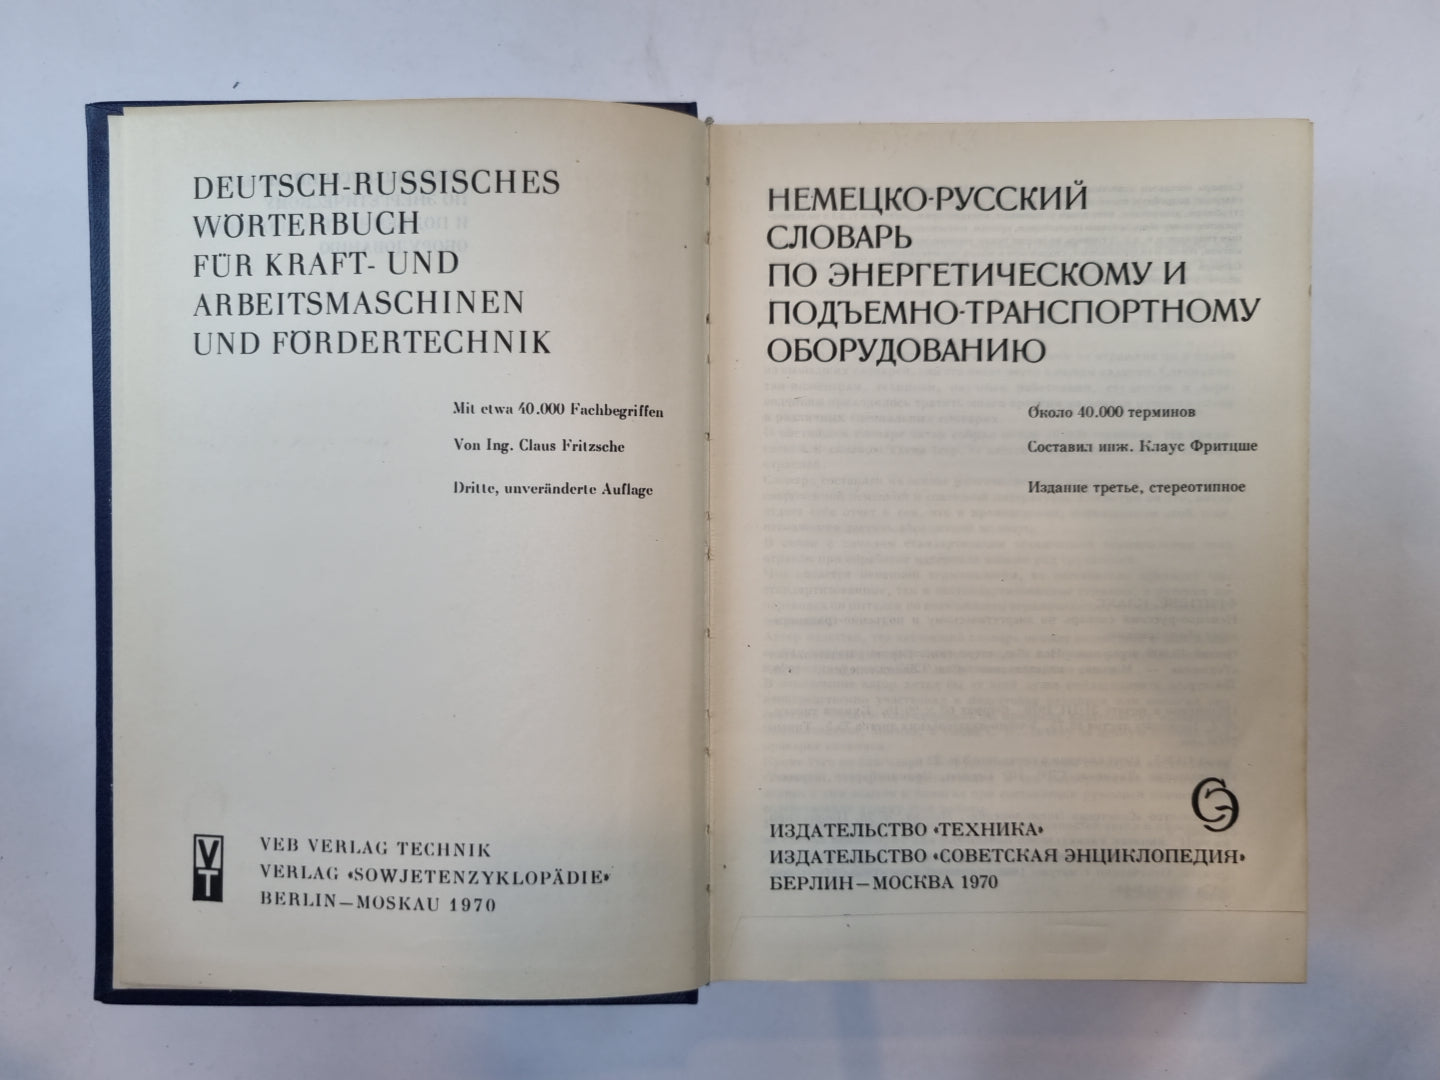 DEUTSCH-RUSSISCHES
WÖRTERBUCH
FÜR KRAFT- UND
ARBEITSMASCHINEN
UND FÖRDERTECHNIK
Mit etwa 40.000 Fachbegriffen
Von Ing. Claus Fritzsche
Dritte, unveränderte Auflage
VT
VEB VERLAG TECHNIK
VERLAG «SOWJETENZYKLOPÄDIE»
BERLIN—MOSKAU 1970
НЕМЕЦКО-РУССКИЙ
СЛОВАРЬ
ПО ЭНЕРГЕТИЧЕСКОМУ И
ПОДЪЕМНО-ТРАНСПОРТНОМУ
ОБОРУДОВАНИЮ
Около 40.000 терминов
Составил инж. Клаус Фритцше
Издание третье, стереотипное
СЭ
ИЗДАТЕЛЬСТВО «ТЕХНИКА»
ИЗДАТЕЛЬСТВО «СОВЕТСКАЯ ЭНЦИКЛОПЕДИЯ»
БЕРЛИН—МОСКВА 1970